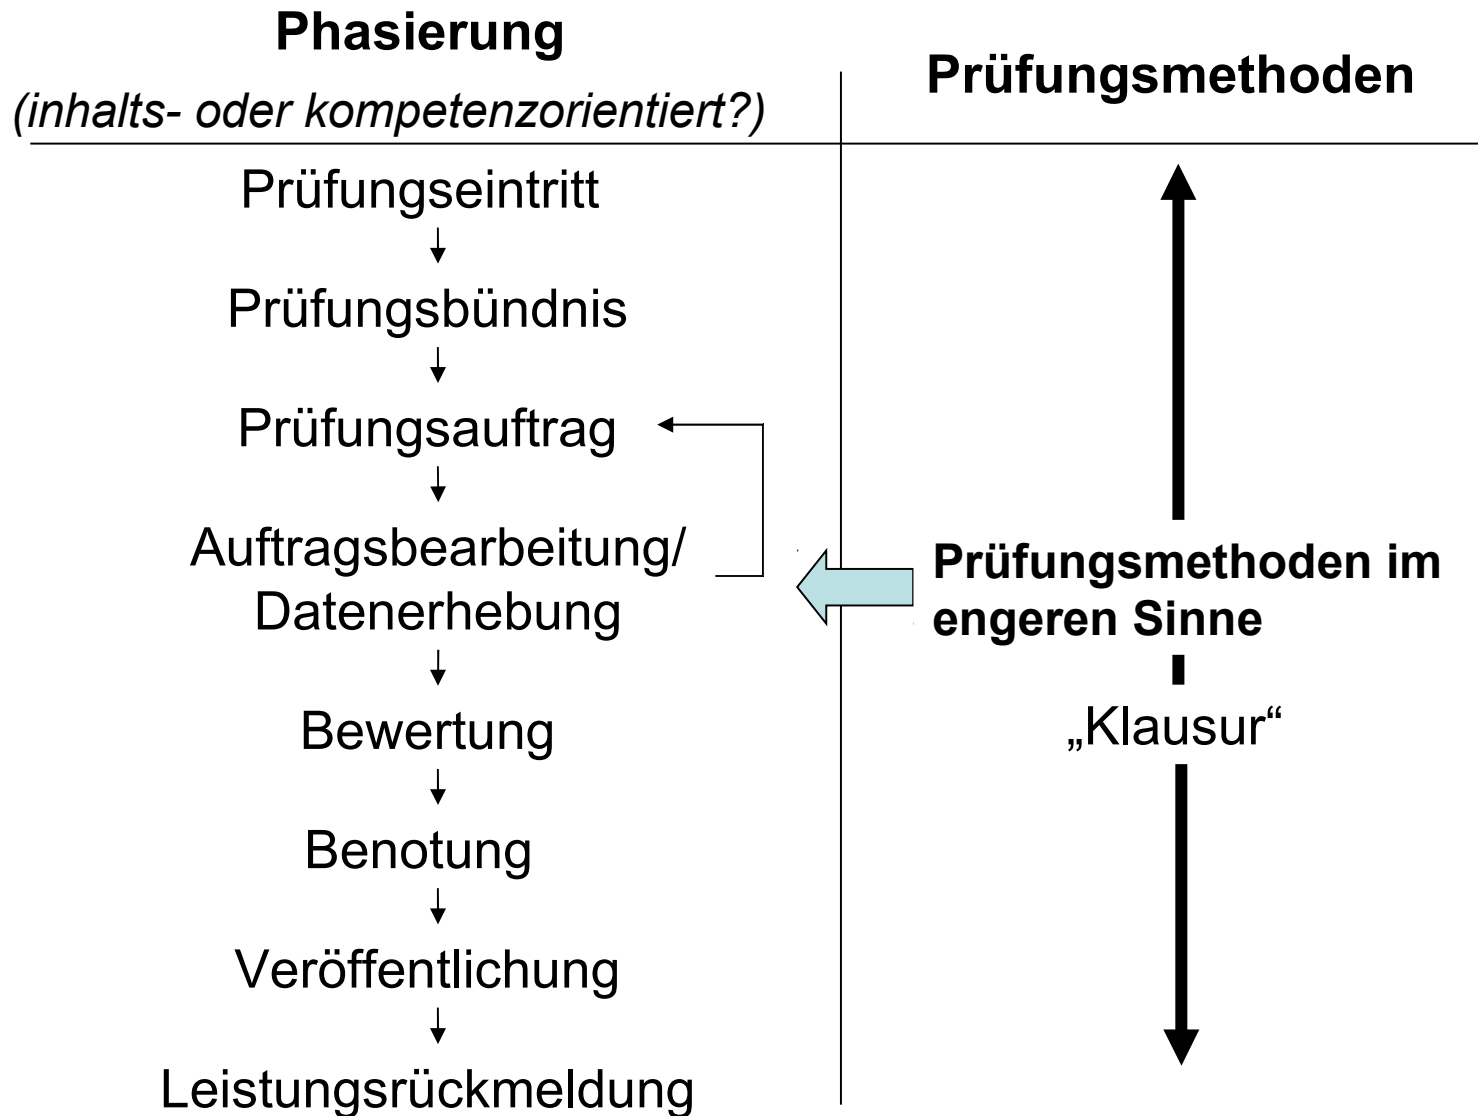 Phasierung
(inhalts- oder kompetenzorientiert?)
Prüfungseintritt
Prüfungsbündnis
Prüfungsauftrag
Auftragsbearbeitung/
Datenerhebung
Bewertung
Benotung
Veröffentlichung
Leistungsrückmeldung
Prüfungsmethoden
Prüfungsmethoden im
engeren Sinne
„Klausur“